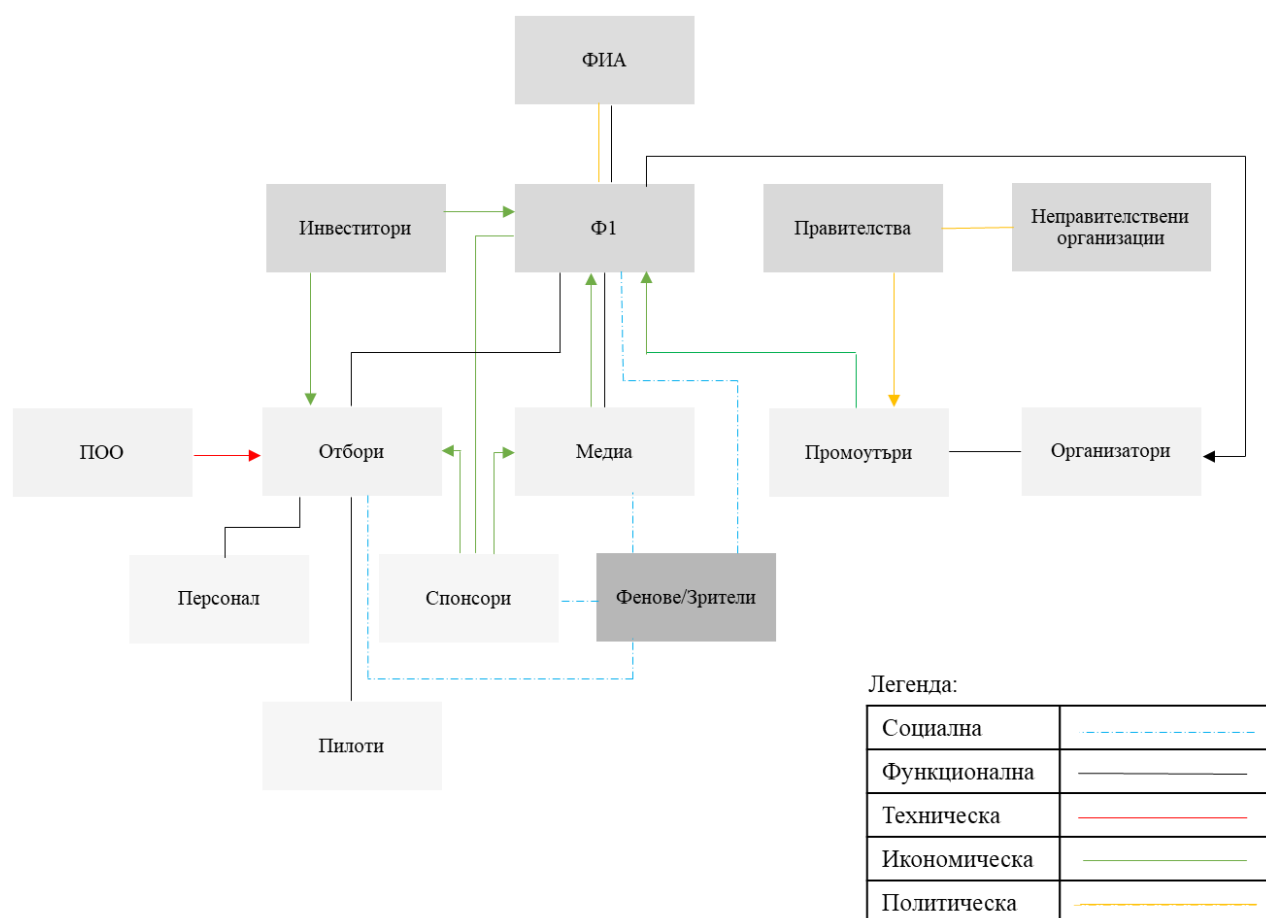 ФИА
Инвеститори
Ф1
Правителства
Неправителствени
организации
ПОО
Отбори
Медиа
Промоутъри
Организатори
Персонал
Спонсори
Фенове/Зрители
Пилоти
Легенда:
Социална
Функционална
Техническа
Икономическа
Политическа